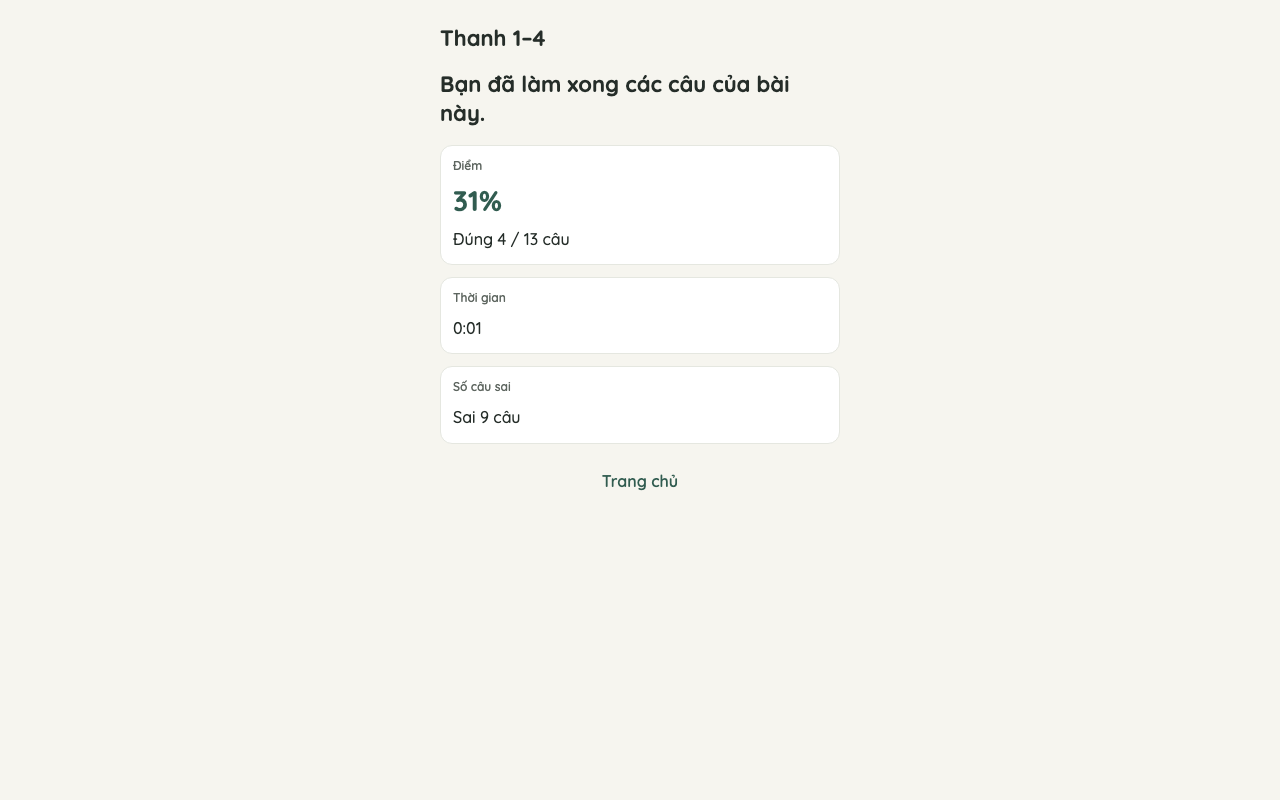 Thanh 1–4
Bạn đã làm xong các câu của bài
này.
Điểm
31%
Đúng 4 / 13 câu
Thời gian
0:01
Số câu sai
Sai 9 câu
Trang chủ